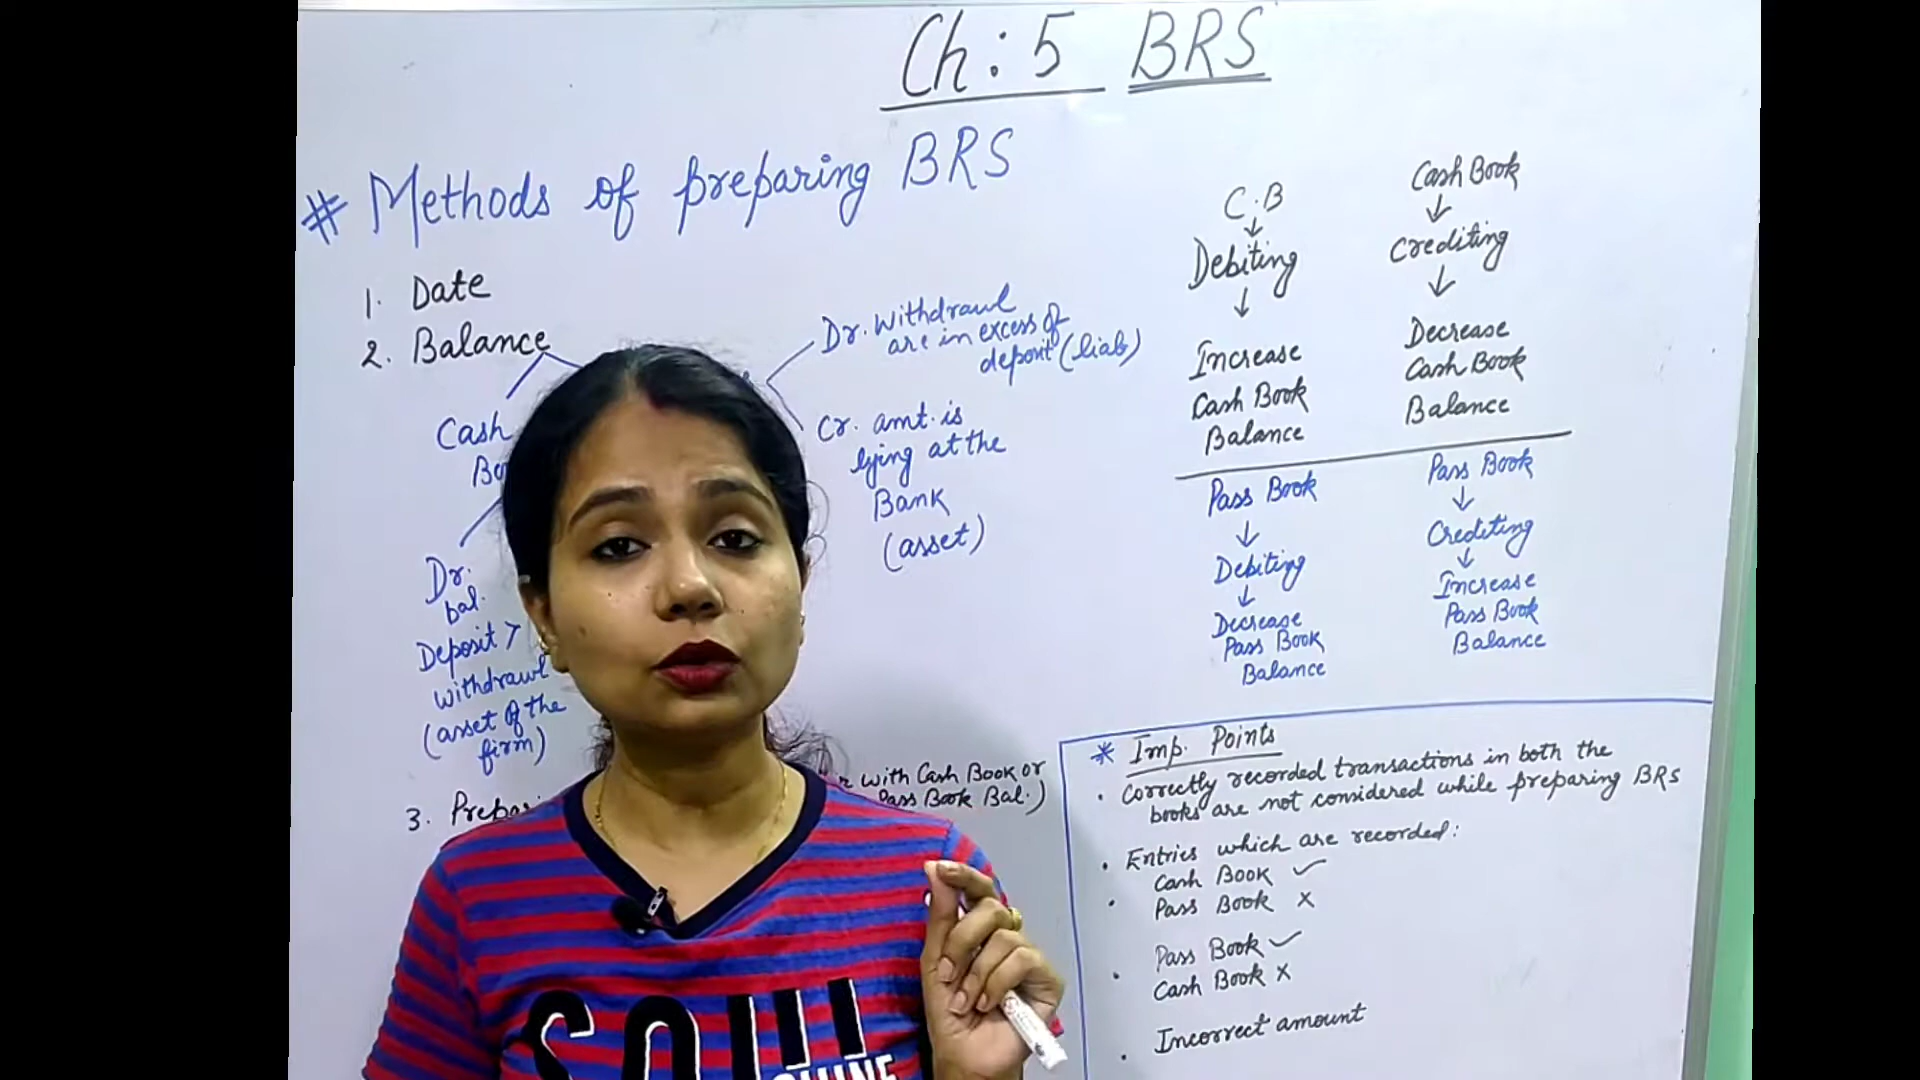 Ch: 5 BRS
# Methods of preparing BRS
1. Date
2. Balance
Cash
Dr.
bal.
Deposit >
withdrawl
(asset of the
firm)
Dr. withdrawl
are in excess of
deposit (liab)
Cr. amt. is
lying at the
Bank
(asset)
3.
with Cash Book or
Pass Book Bal.)
C.B
↓
Debiting
↓
Increase
Cash Book
Balance
Cash Book
↓
Crediting
↓
Decrease
Cash Book
Balance
Pass Book
↓
Debiting
↓
Decrease
Pass Book
Balance
Pass Book
↓
Crediting
↓
Increase
Pass Book
Balance
* Imp. Points
• Correctly recorded transactions in both the
books are not considered while preparing BRS
• Entries which are recorded:
Cash Book ✓
• Pass Book ×
Pass Book ✓
• Cash Book ×
• Incorrect amount